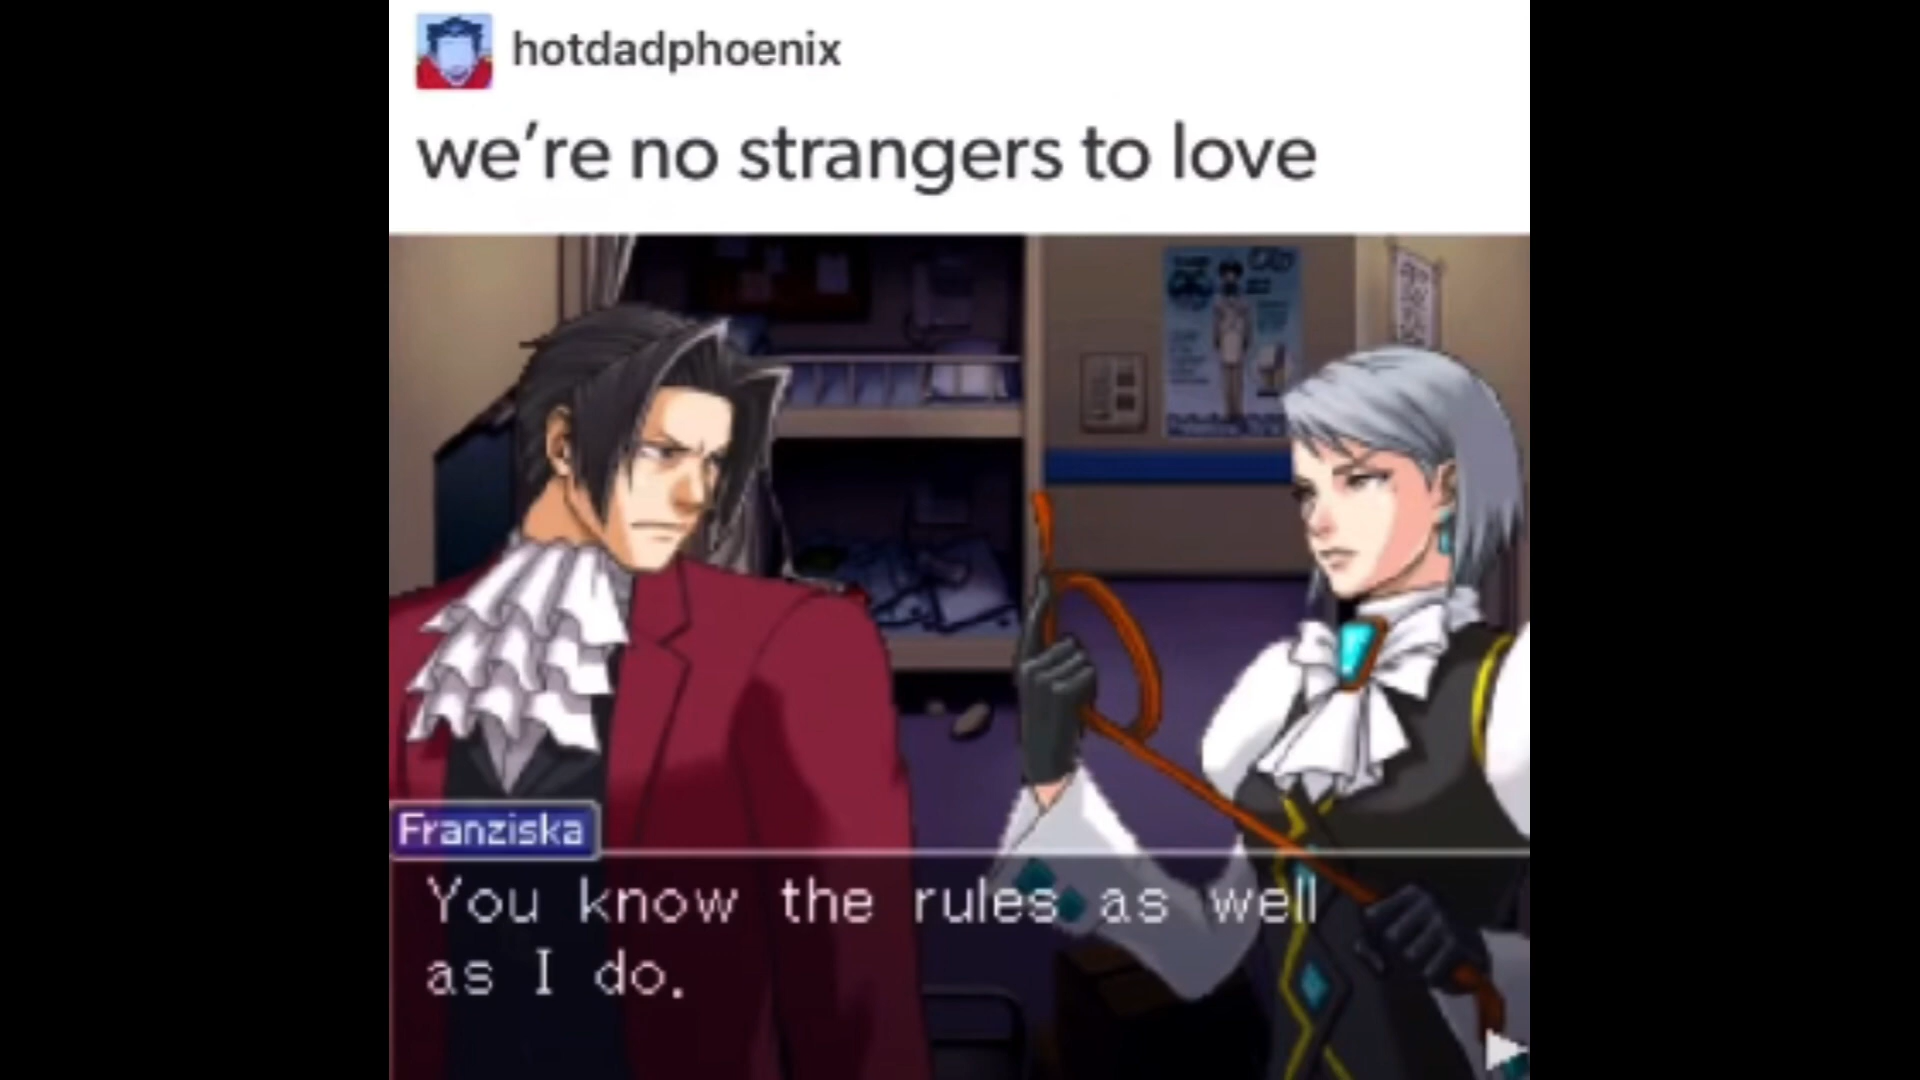 hotdadphoenix
we're no strangers to love
Franziska
You know the rules as well
as I do.